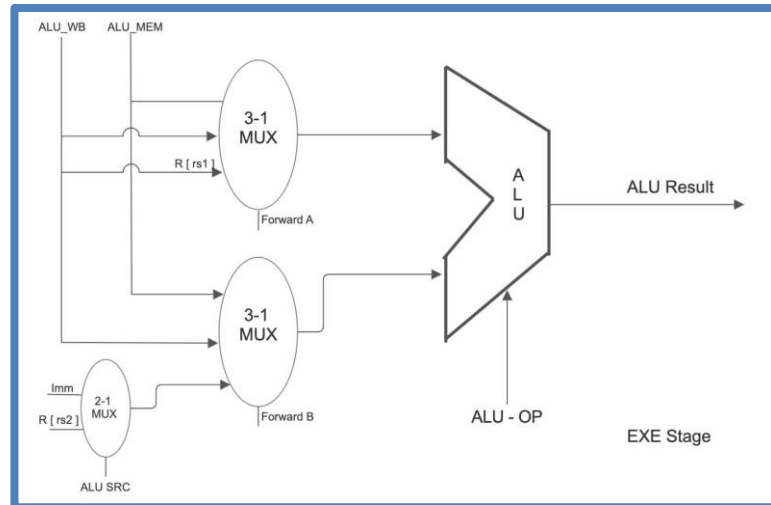 ALU_WB
ALU_MEM
3-1
MUX
R [ rs1 ]
Forward A
A
L
U
ALU Result
3-1
MUX
Imm
2-1
MUX
R [ rs2 ]
Forward B
ALU - OP
EXE Stage
ALU SRC